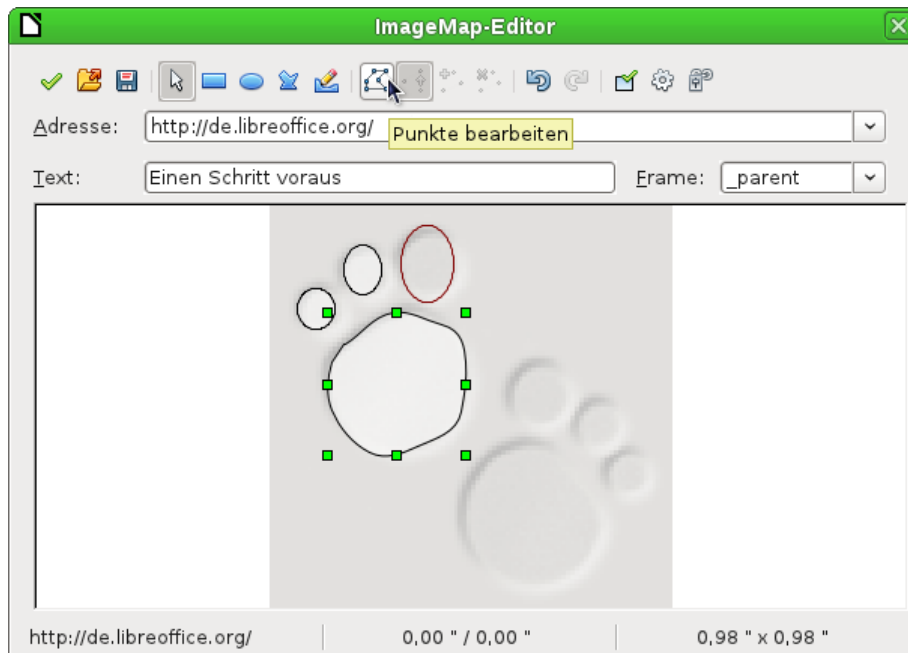 ImageMap-Editor
Adresse: http://de.libreoffice.org/
Punkte bearbeiten
Text: Einen Schritt voraus Frame: _parent
http://de.libreoffice.org/ 0,00 " / 0,00 " 0,98 " x 0,98 "